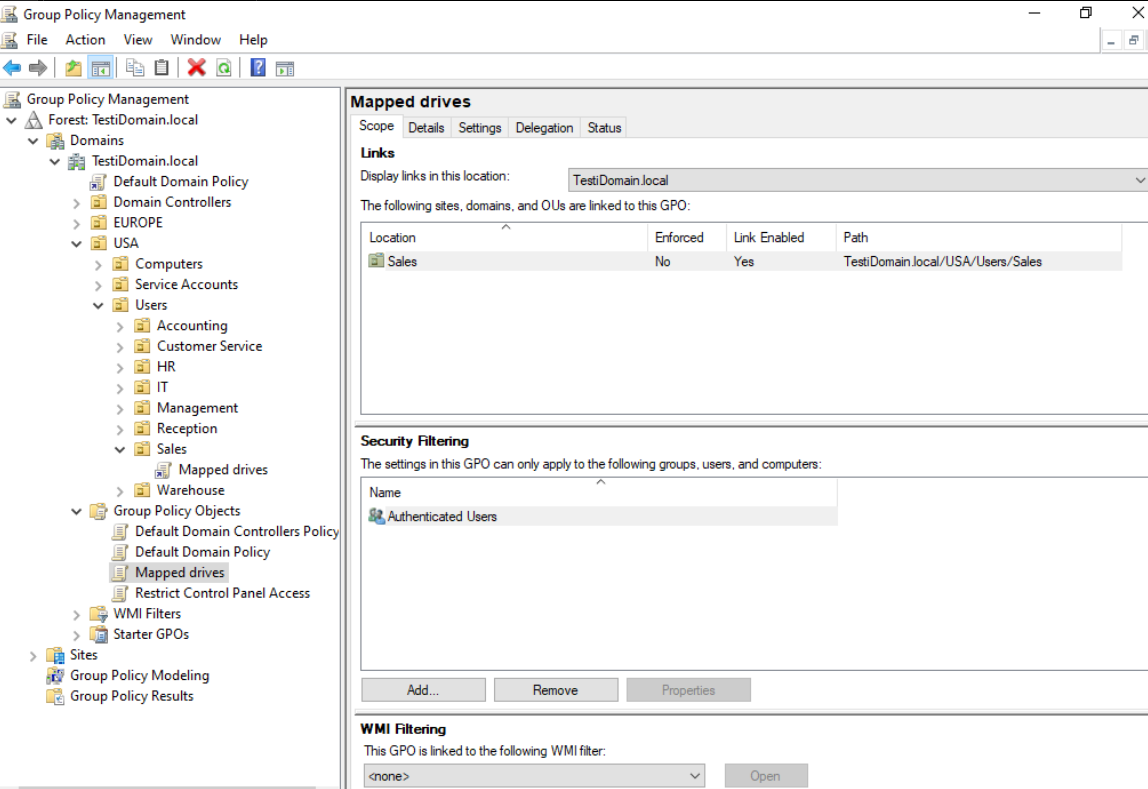 Group Policy Management
File Action View Window Help
Group Policy Management
Forest: TestiDomain.local
Domains
TestiDomain.local
Default Domain Policy
Domain Controllers
EUROPE
USA
Computers
Service Accounts
Users
Accounting
Customer Service
HR
IT
Management
Reception
Sales
Mapped drives
Warehouse
Group Policy Objects
Default Domain Controllers Policy
Default Domain Policy
Mapped drives
Restrict Control Panel Access
WMI Filters
Starter GPOs
Sites
Group Policy Modeling
Group Policy Results
Mapped drives
Scope Details Settings Delegation Status
Links
Display links in this location: TestiDomain.local
The following sites, domains, and OUs are linked to this GPO:
Location Enforced Link Enabled Path
Sales No Yes TestiDomain.local/USA/Users/Sales
Security Filtering
The settings in this GPO can only apply to the following groups, users, and computers:
Name
Authenticated Users
Add... Remove Properties
WMI Filtering
This GPO is linked to the following WMI filter:
<none> Open